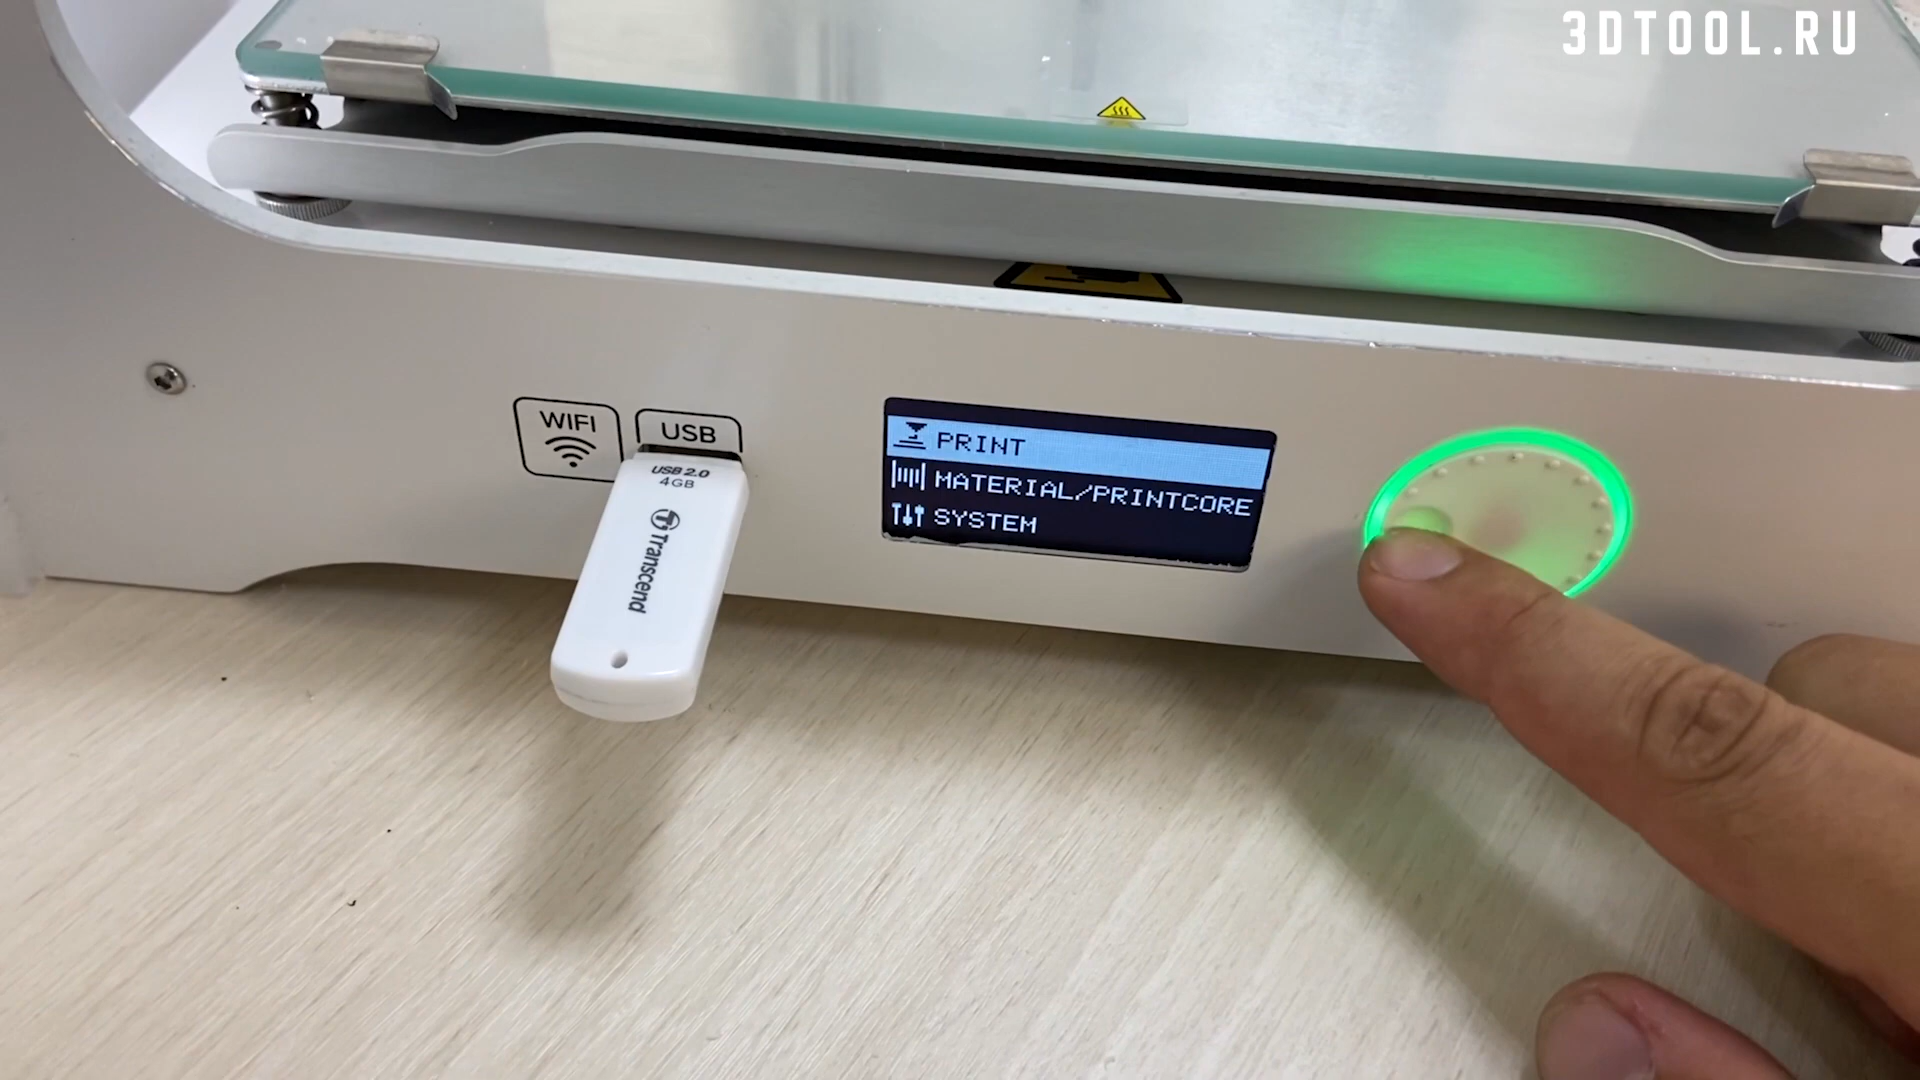 3DTOOL.RU
WIFI
USB
USB 2.0
4GB
Transcend
PRINT
MATERIAL/PRINTCORE
SYSTEM